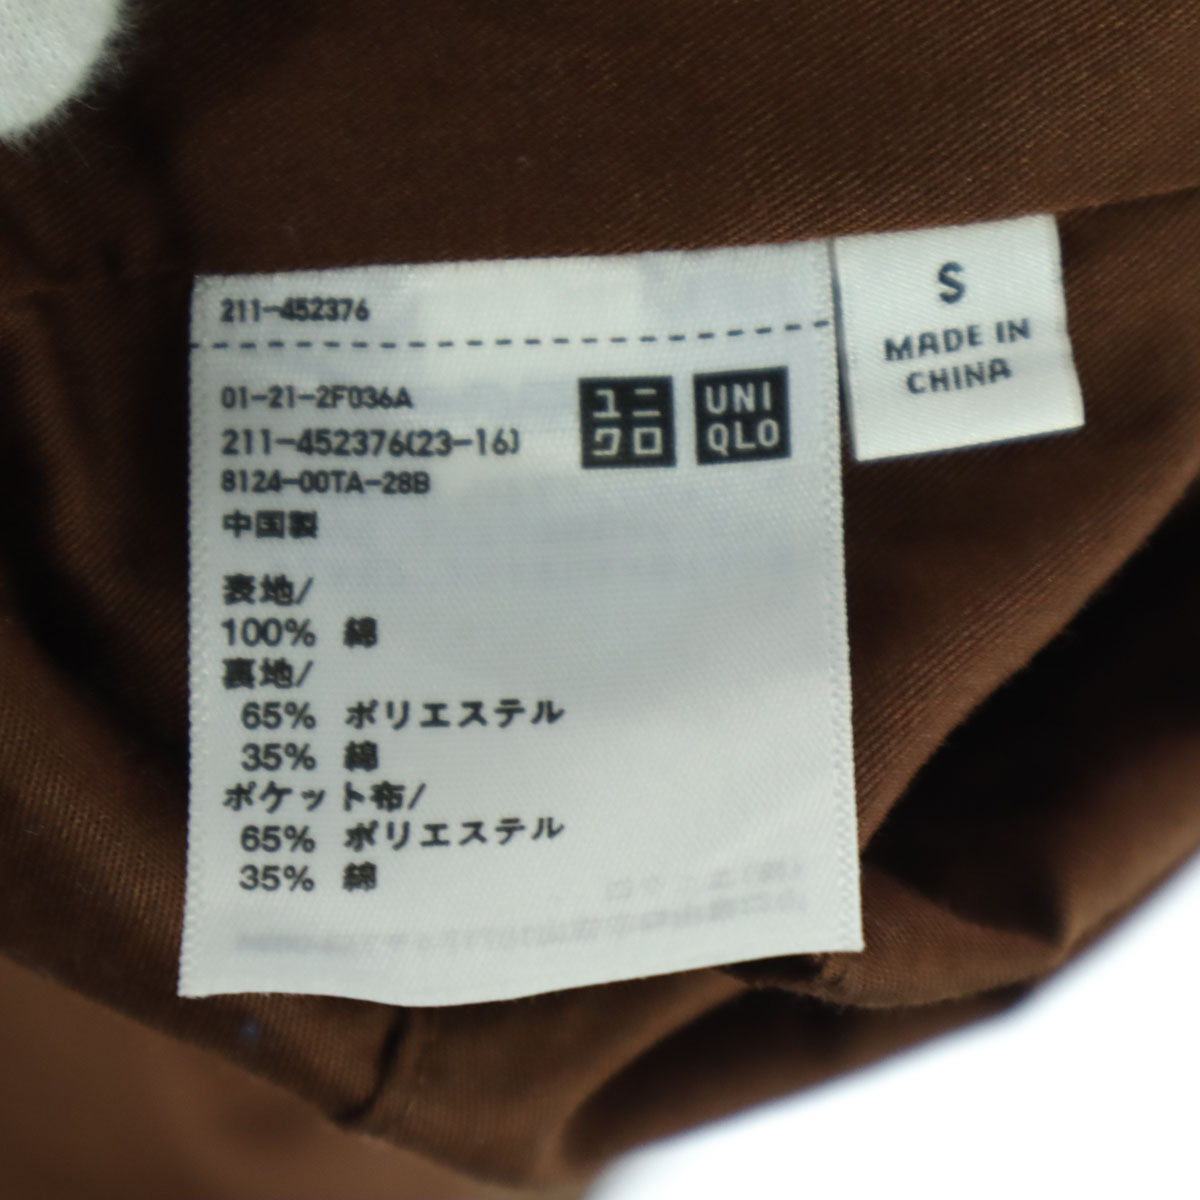 211-452376
01-21-2F036A
211-452376(23-16)
8124-00TA-28B
中国製
ユニ
クロ
UNI
QLO
表地/
100% 綿
裏地/
65% ポリエステル
35% 綿
ポケット布/
65% ポリエステル
35% 綿
S
MADE IN
CHINA